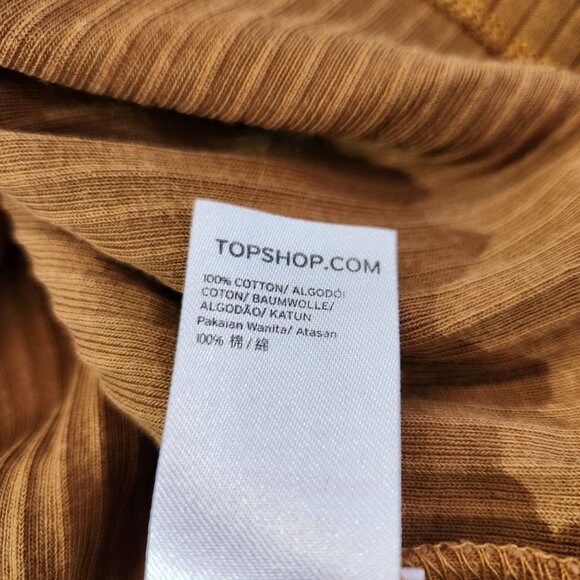 TOPSHOP.COM
100% COTTON/ ALGODÓ|
COTON/ BAUMWOLLE/
ALGODÃO/ KATUN
Pakaian Wanita/ Atasan
100% 棉 / 綿